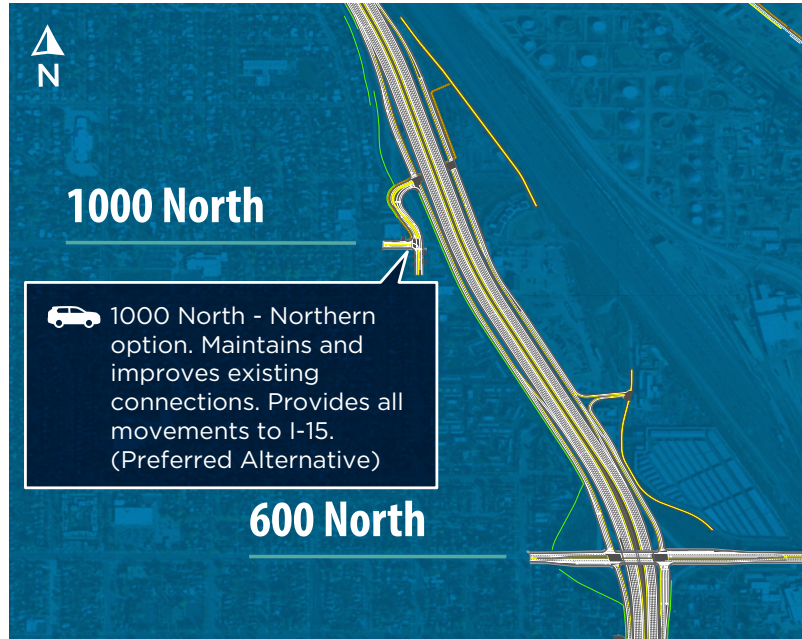 N
1000 North
1000 North - Northern
option. Maintains and
improves existing
connections. Provides all
movements to I-15.
(Preferred Alternative)
600 North